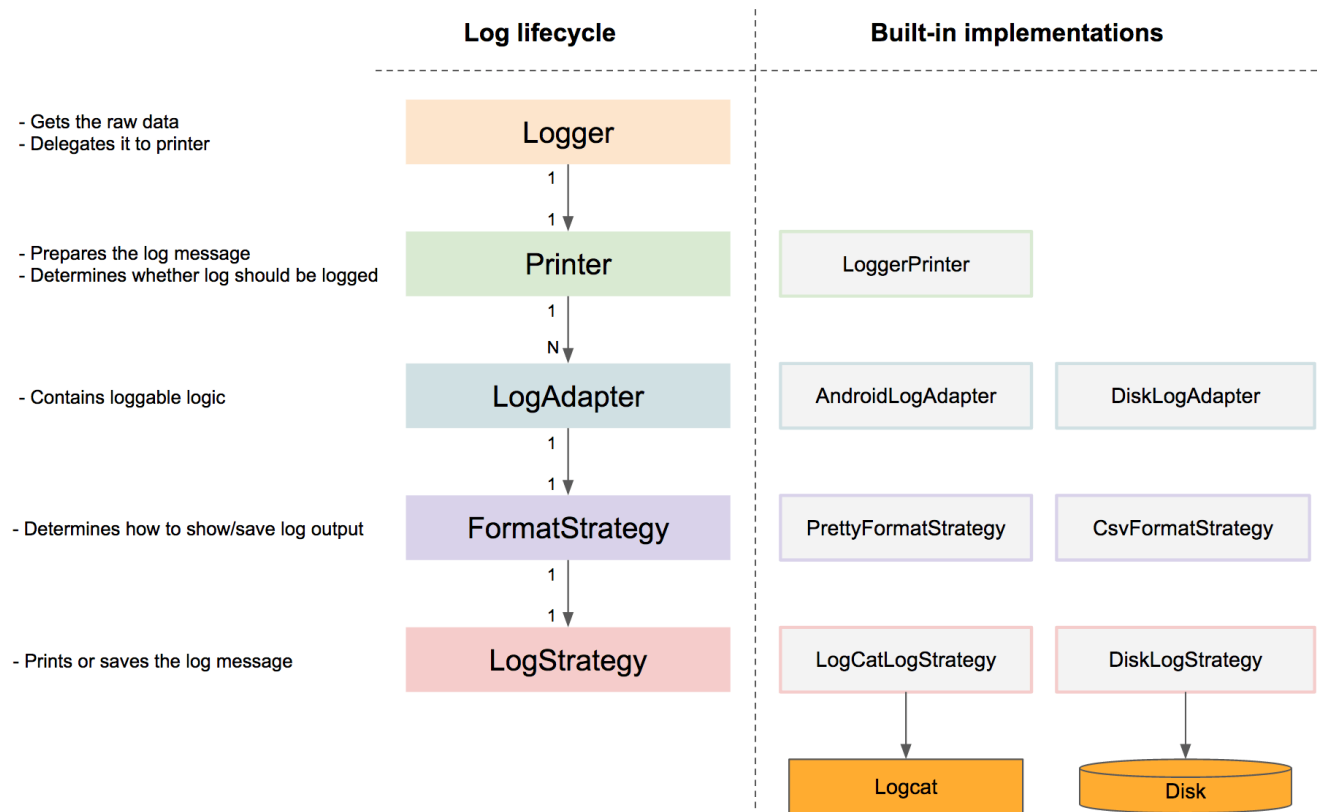 Log lifecycle
Built-in implementations
- Gets the raw data
- Delegates it to printer
Logger
1
1
- Prepares the log message
- Determines whether log should be logged
Printer
LoggerPrinter
1
N
- Contains loggable logic
LogAdapter
AndroidLogAdapter
DiskLogAdapter
1
1
- Determines how to show/save log output
FormatStrategy
PrettyFormatStrategy
CsvFormatStrategy
1
1
- Prints or saves the log message
LogStrategy
LogCatLogStrategy
DiskLogStrategy
Logcat
Disk